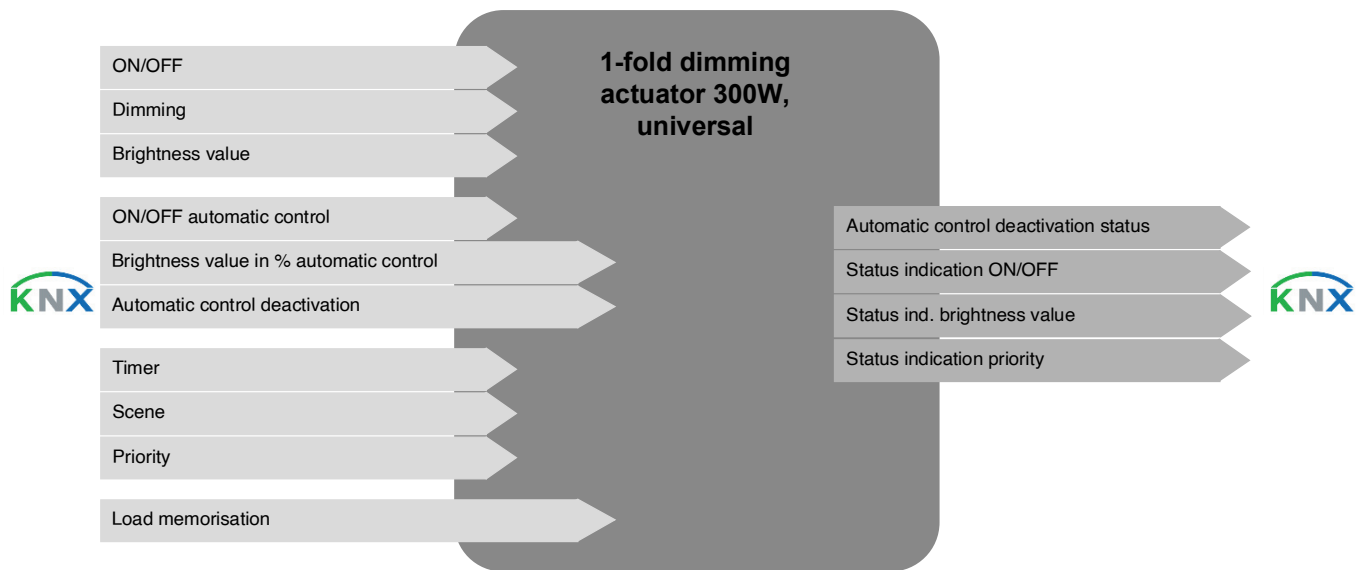 1-fold dimming
actuator 300W,
universal
ON/OFF
Dimming
Brightness value
ON/OFF automatic control
Brightness value in % automatic control
Automatic control deactivation
Timer
Scene
Priority
Load memorisation
KNX
Automatic control deactivation status
Status indication ON/OFF
Status ind. brightness value
Status indication priority
KNX